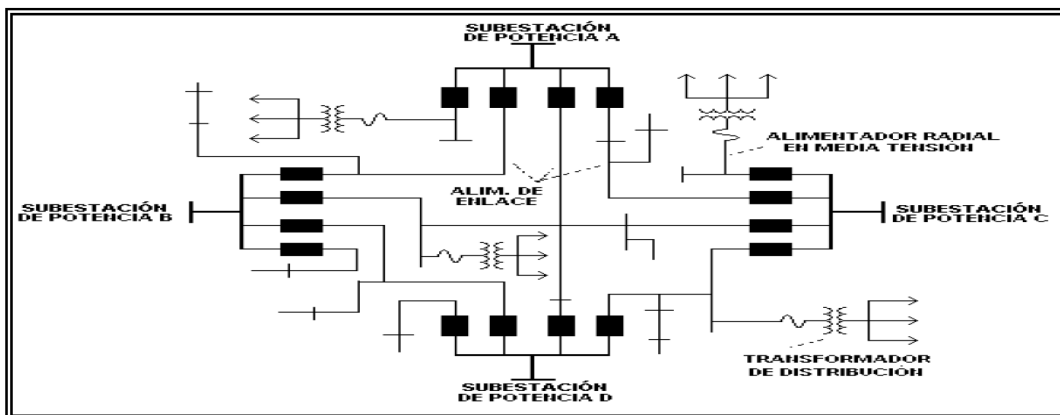 SUBESTACIÓN
DE POTENCIA A
ALIMENTADOR RADIAL
EN MEDIA TENSIÓN
ALIM. DE
ENLACE
SUBESTACIÓN
DE POTENCIA B
SUBESTACIÓN
DE POTENCIA C
TRANSFORMADOR
DE DISTRIBUCIÓN
SUBESTACIÓN
DE POTENCIA D